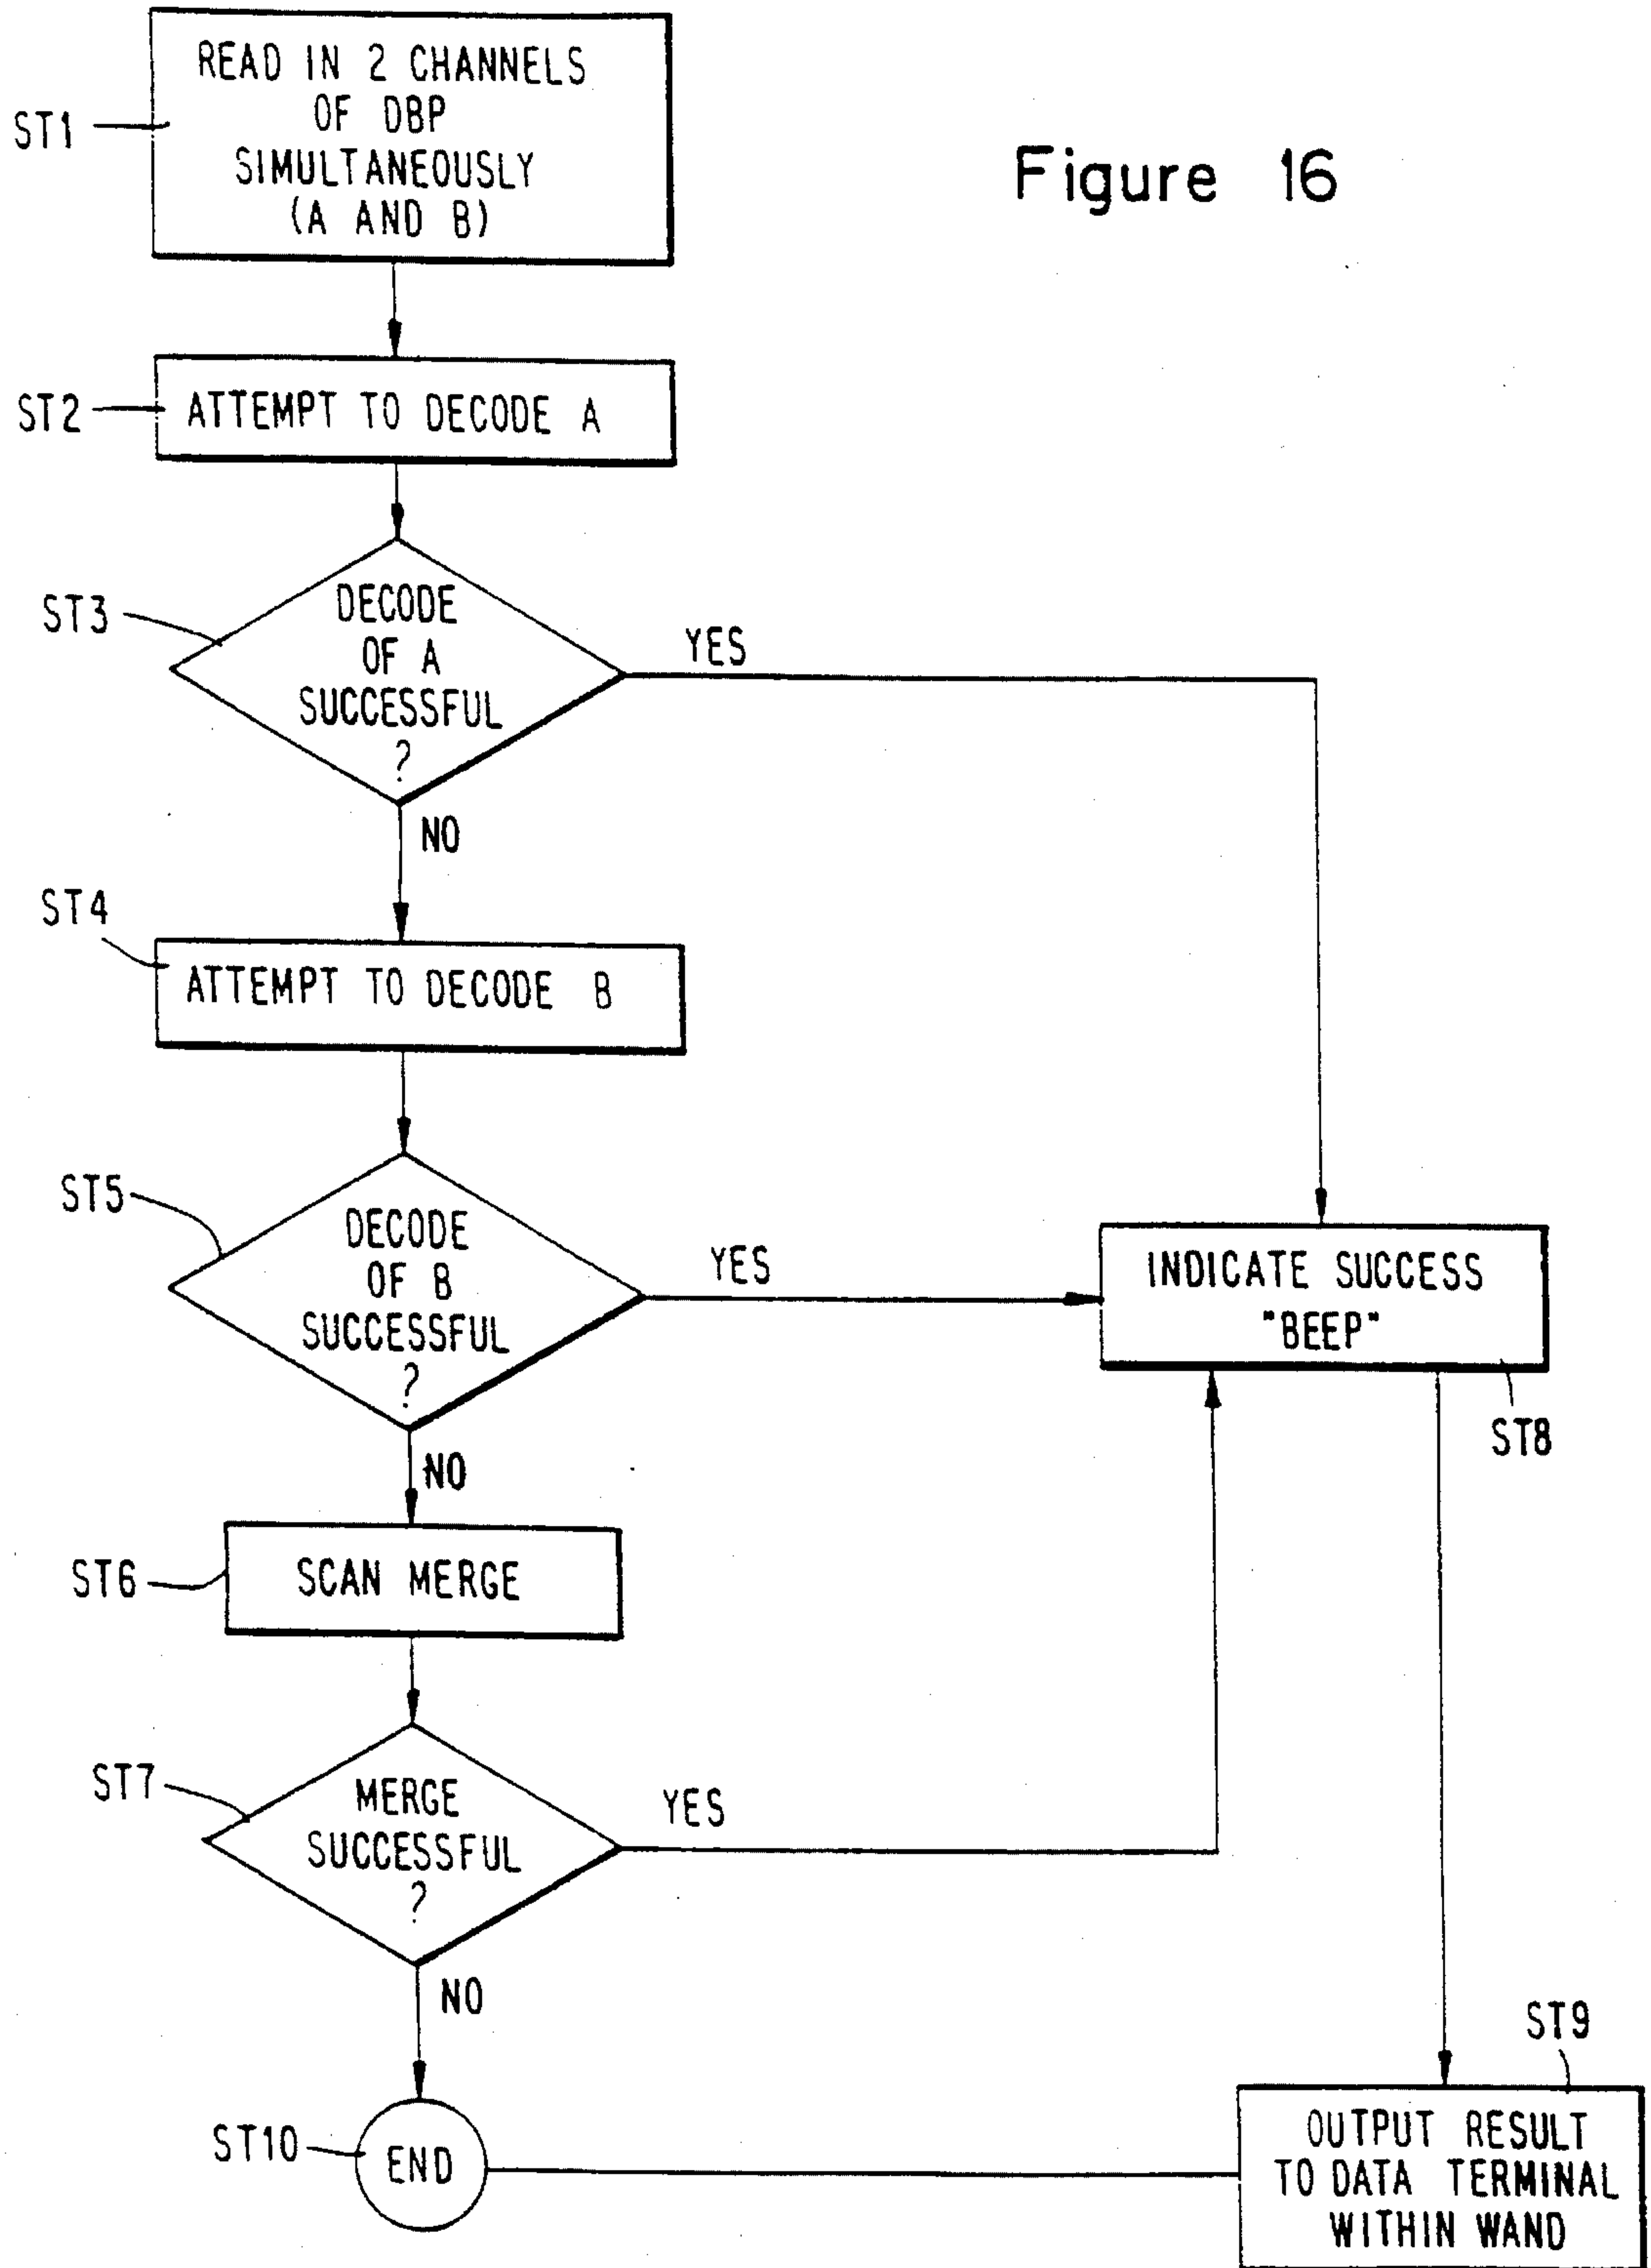 Figure 16
ST1
READ IN 2 CHANNELS
OF DBP
SIMULTANEOUSLY
(A AND B)
ST2
ATTEMPT TO DECODE A
ST3
DECODE
OF A
SUCCESSFUL
?
YES
NO
ST4
ATTEMPT TO DECODE B
ST5
DECODE
OF B
SUCCESSFUL
?
YES
NO
INDICATE SUCCESS
"BEEP"
ST8
ST6
SCAN MERGE
ST7
MERGE
SUCCESSFUL
?
YES
NO
ST9
OUTPUT RESULT
TO DATA TERMINAL
WITHIN WAND
ST10
END